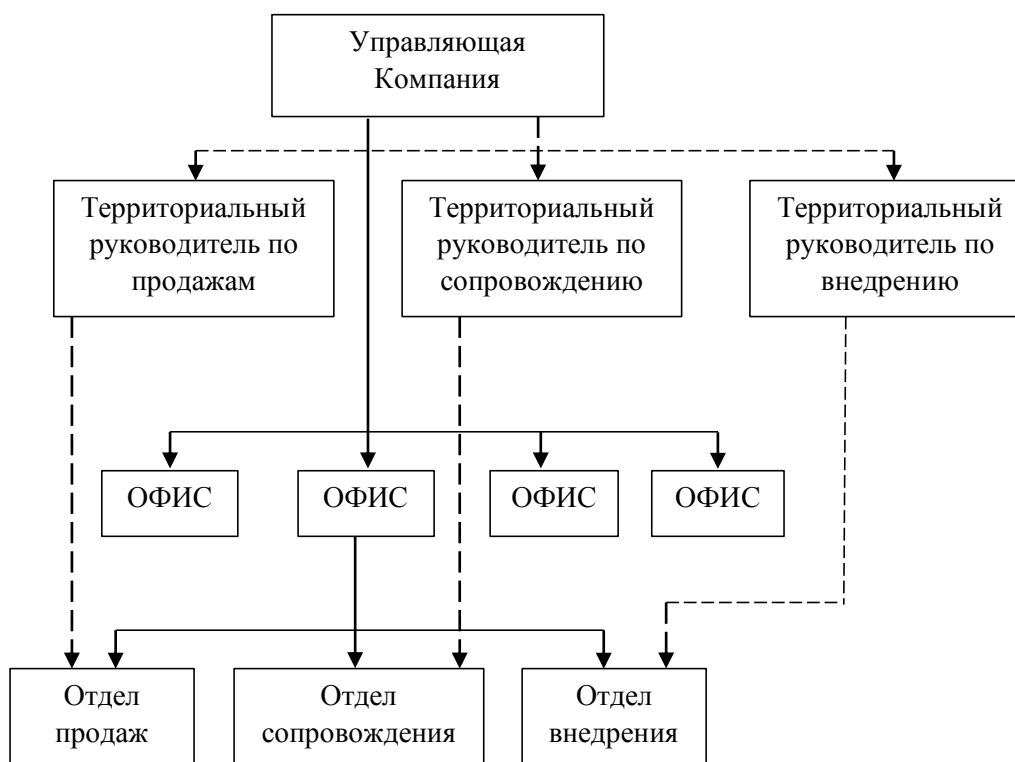 Управляющая
Компания
Территориальный
руководитель по
продажам
Территориальный
руководитель по
сопровождению
Территориальный
руководитель по
внедрению
ОФИС
ОФИС
ОФИС
ОФИС
Отдел
продаж
Отдел
сопровождения
Отдел
внедрения